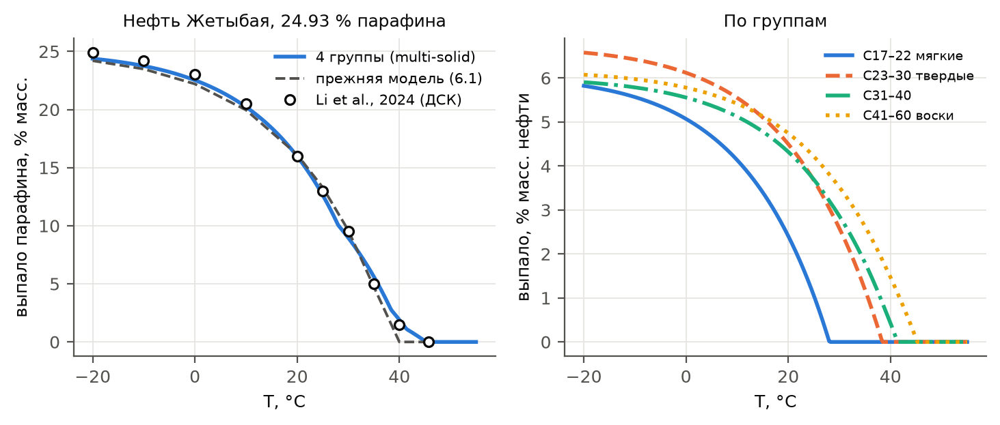 Нефть Жетыбая, 24.93 % парафина
4 группы (multi-solid)
прежняя модель (6.1)
Li et al., 2024 (ДСК)
выпало парафина, % масс.
25
20
15
10
5
0
−20
0
20
40
T, °C
По группам
C17–22 мягкие
C23–30 твердые
C31–40
C41–60 воски
выпало, % масс. нефти
6
5
4
3
2
1
0
−20
0
20
40
T, °C